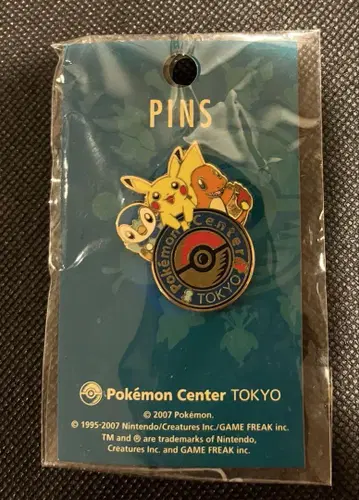 PINS
Pokémon Center
TOKYO
Pokémon Center TOKYO
© 2007 Pokémon.
© 1995-2007 Nintendo/Creatures Inc./GAME FREAK inc.
TM and ® are trademarks of Nintendo,
Creatures Inc. and GAME FREAK inc.